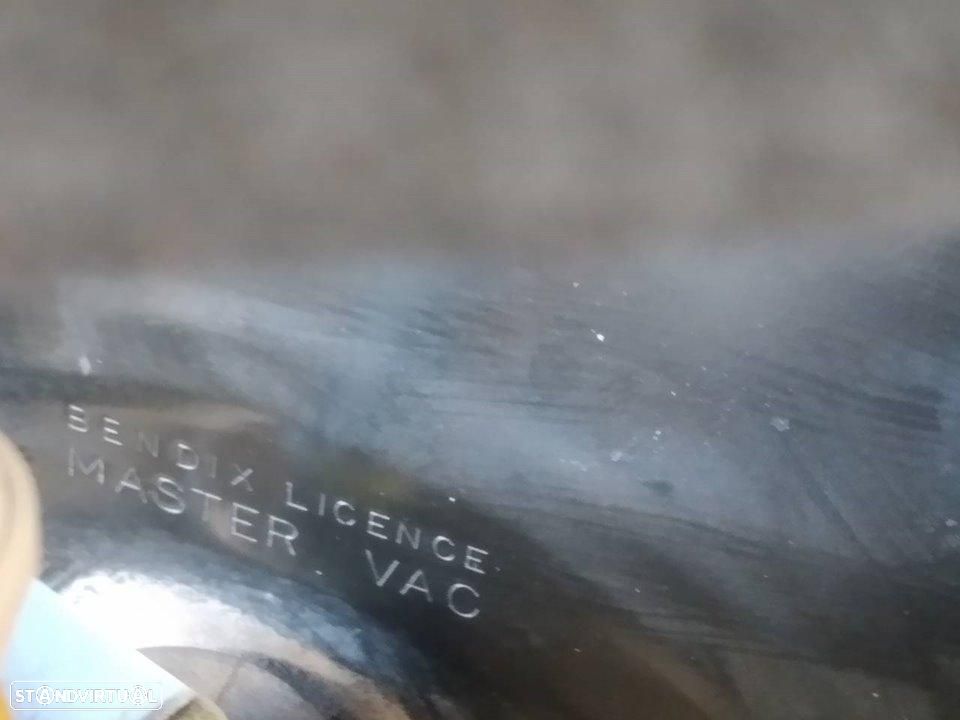 BENDIX LICENCE
MASTER VAC
STANDVIRTUAL